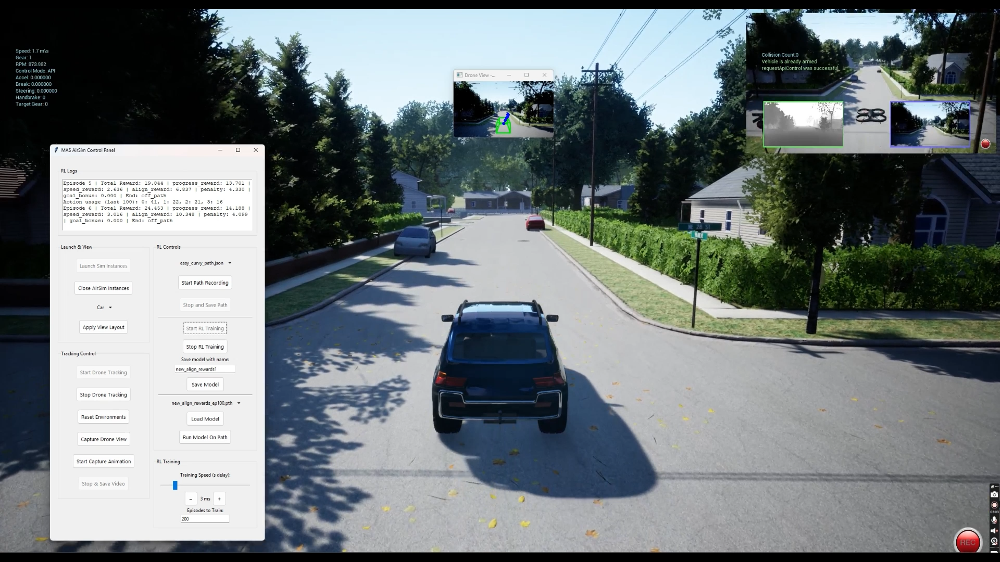 Speed: 1.7 m\s
Gear: 1
RPM: 873.982
Control Mode: API
Accel: 0.000000
Break: 0.000000
Steering: 0.000000
Handbrake: 0
Target Gear: 0
Drone View -...
Collision Count:0
Vehicle is already armed
requestApiControl was successful
MAS AirSim Control Panel
RL Logs
Episode 5 | Total Reward: 19.844 | progress_reward: 13.701 |
speed_reward: 2.636 | align_reward: 6.837 | penalty: 4.330 |
goal_bonus: 0.000 | End: off_path
Action usage (last 100): 0: 41, 1: 22, 2: 21, 3: 16
Episode 6 | Total Reward: 24.453 | progress_reward: 14.188 |
speed_reward: 3.016 | align_reward: 10.348 | penalty: 4.099
| goal_bonus: 0.000 | End: off_path
Launch & View
Launch Sim Instances
Close AirSim Instances
Car
Apply View Layout
Tracking Control
Start Drone Tracking
Stop Drone Tracking
Reset Environments
Capture Drone View
Start Capture Animation
Stop & Save Video
RL Controls
easy_curvy_path.json
Start Path Recording
Stop and Save Path
Start RL Training
Stop RL Training
Save model with name:
new_align_rewards1
Save Model
new_align_rewards_ep100.pth
Load Model
Run Model On Path
RL Training
Training Speed (s delay):
- 3 ms +
Episodes to Train:
200
NE 28 ST
03:03
REC